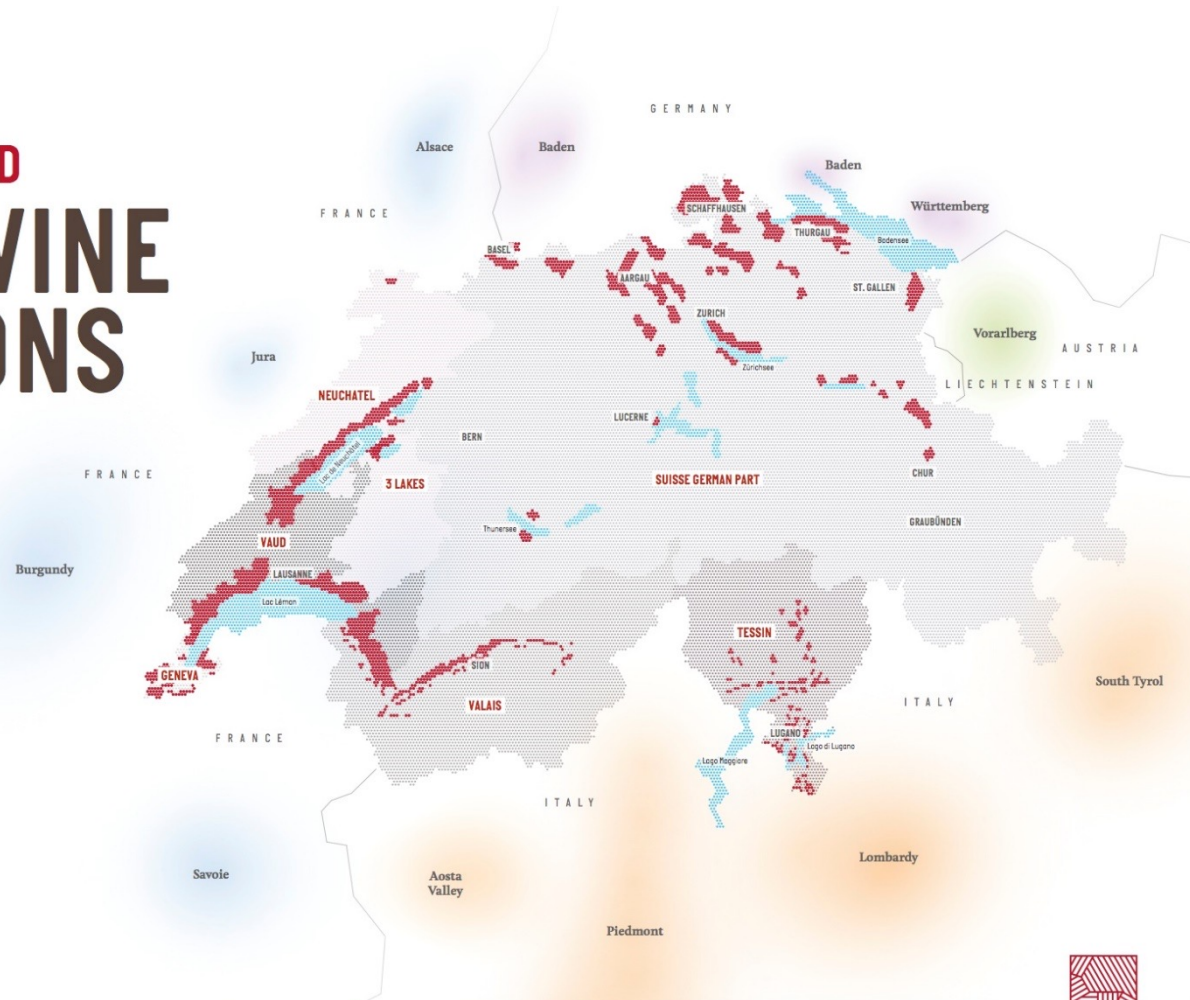 D
VINE
ONS
GERMANY
Alsace
Baden
Baden
Württemberg
FRANCE
SCHAFFHAUSEN
THURGAU
Bodensee
BASEL
AARGAU
ST. GALLEN
ZURICH
Vorarlberg
AUSTRIA
Jura
Zürichsee
LIECHTENSTEIN
NEUCHATEL
LUCERNE
BERN
Lac de Neuchâtel
FRANCE
3 LAKES
SUISSE GERMAN PART
CHUR
Thunersee
GRAUBÜNDEN
VAUD
Burgundy
LAUSANNE
Lac Léman
TESSIN
SION
GENEVA
South Tyrol
VALAIS
ITALY
FRANCE
LUGANO
Lago di Lugano
Lago Maggiore
ITALY
Lombardy
Savoie
Aosta
Valley
Piedmont